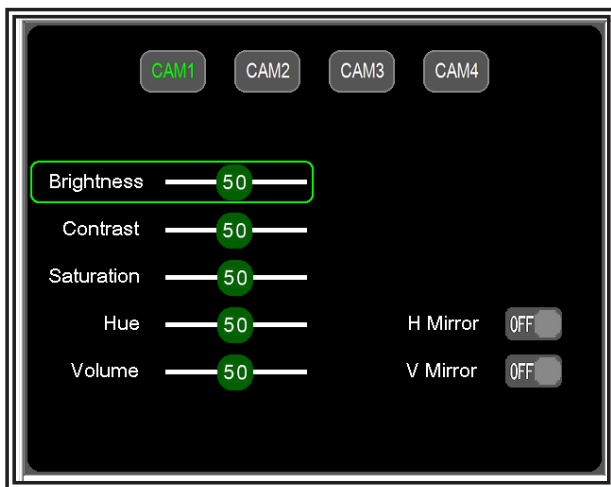 CAM1 CAM2 CAM3 CAM4
Brightness 50
Contrast 50
Saturation 50
Hue 50 H Mirror OFF
Volume 50 V Mirror OFF